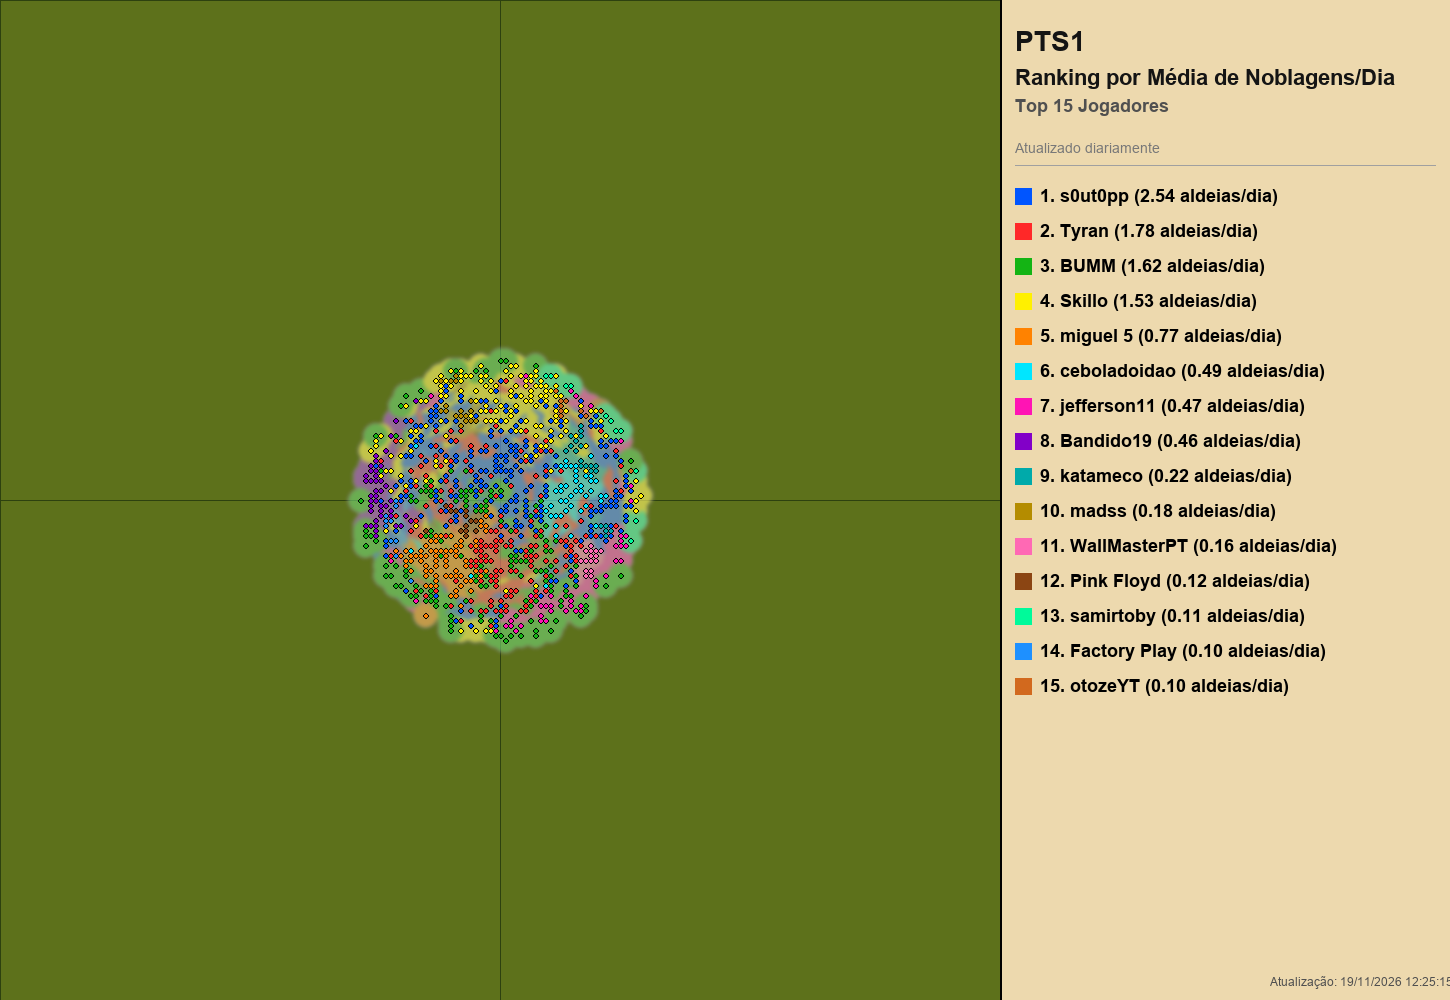 PTS1
Ranking por Média de Noblagens/Dia
Top 15 Jogadores
Atualizado diariamente
1. s0ut0pp (2.54 aldeias/dia)
2. Tyran (1.78 aldeias/dia)
3. BUMM (1.62 aldeias/dia)
4. Skillo (1.53 aldeias/dia)
5. miguel 5 (0.77 aldeias/dia)
6. ceboladoidao (0.49 aldeias/dia)
7. jefferson11 (0.47 aldeias/dia)
8. Bandido19 (0.46 aldeias/dia)
9. katameco (0.22 aldeias/dia)
10. madss (0.18 aldeias/dia)
11. WallMasterPT (0.16 aldeias/dia)
12. Pink Floyd (0.12 aldeias/dia)
13. samirtoby (0.11 aldeias/dia)
14. Factory Play (0.10 aldeias/dia)
15. otozeYT (0.10 aldeias/dia)
Atualização: 19/11/2026 12:25:15